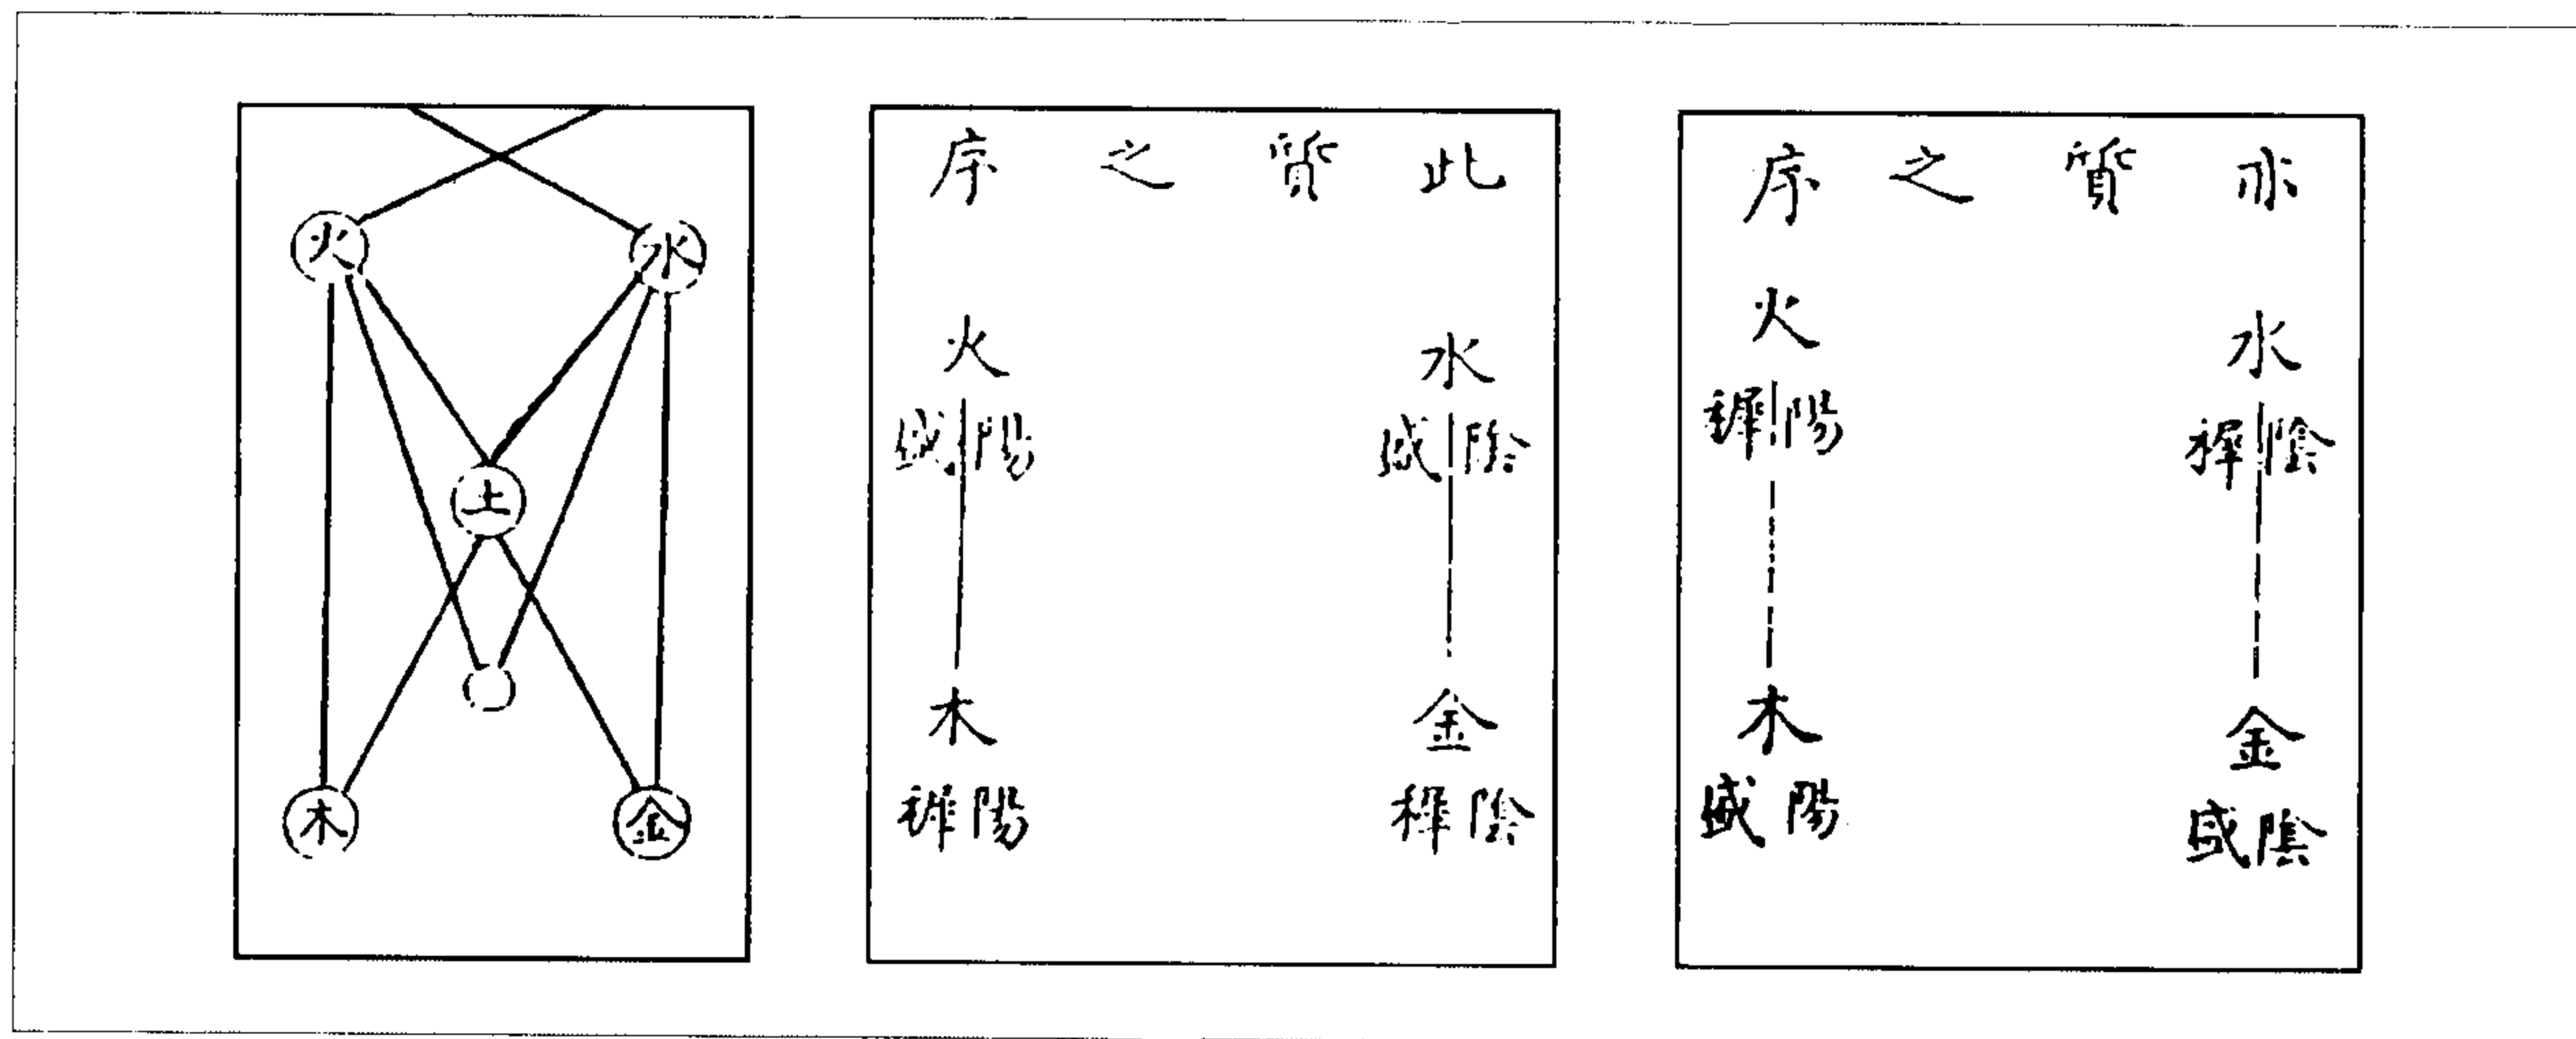 水 火
土
金 木
此質之序
水 火
陰盛 陽盛
金 木
陰穉 陽穉
亦質之序
水 火
陰穉 陽穉
金 木
陰盛 陽盛